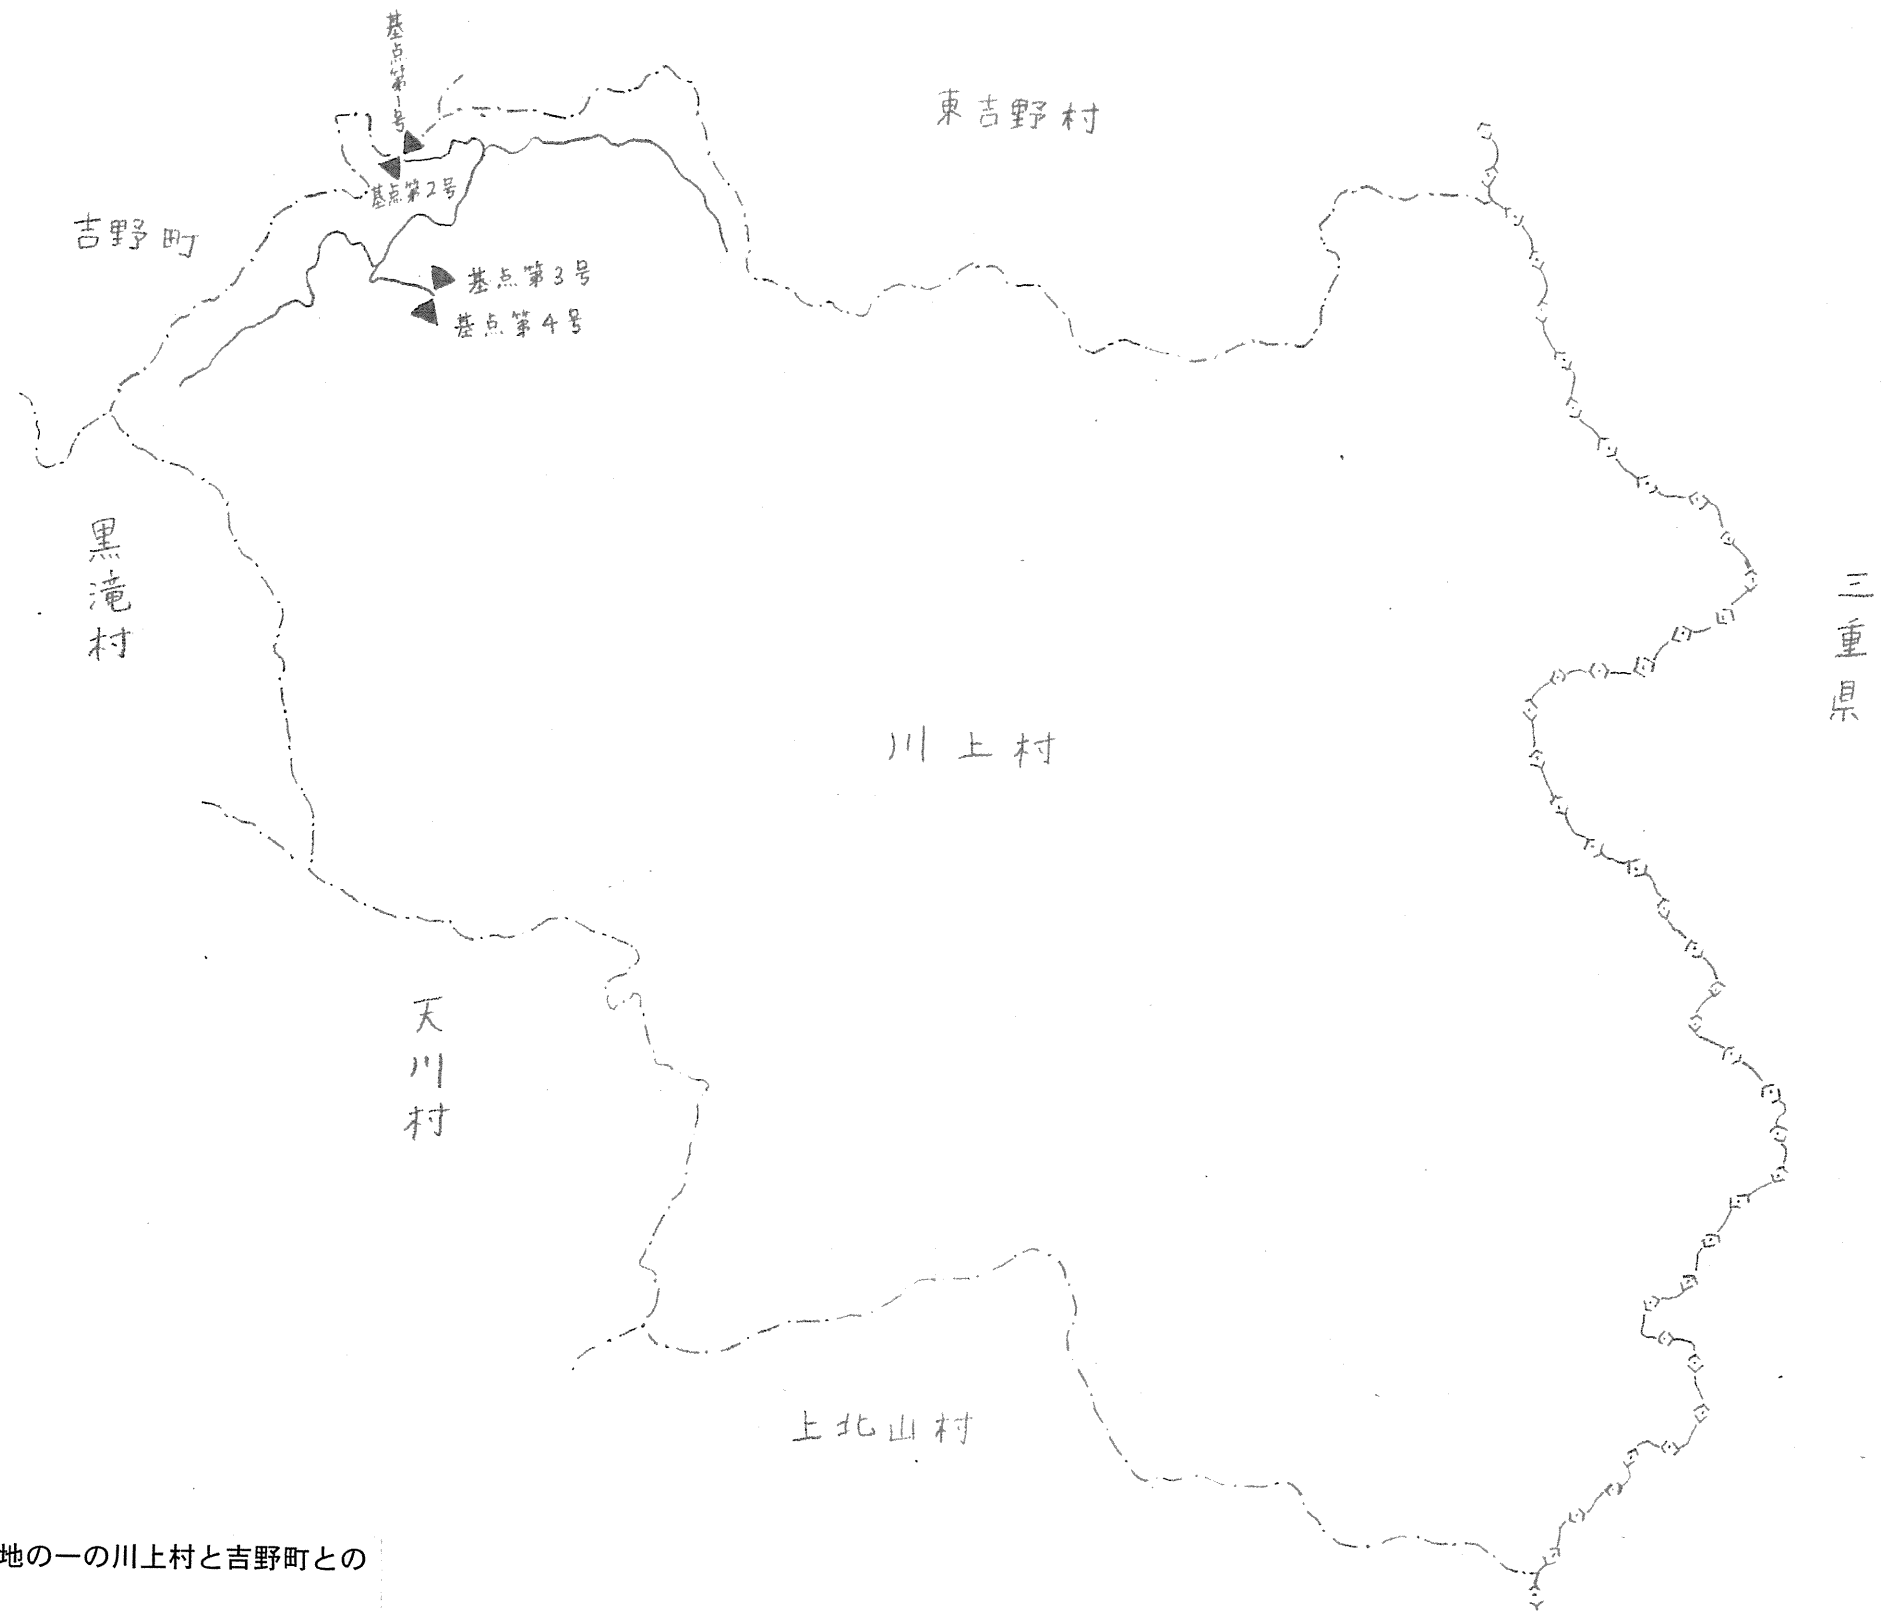 基点第1号
東吉野村
基点第2号
吉野町
基点第3号
基点第4号
黒滝村
三重県
川上村
天川村
上北山村
地の一の川上村と吉野町との